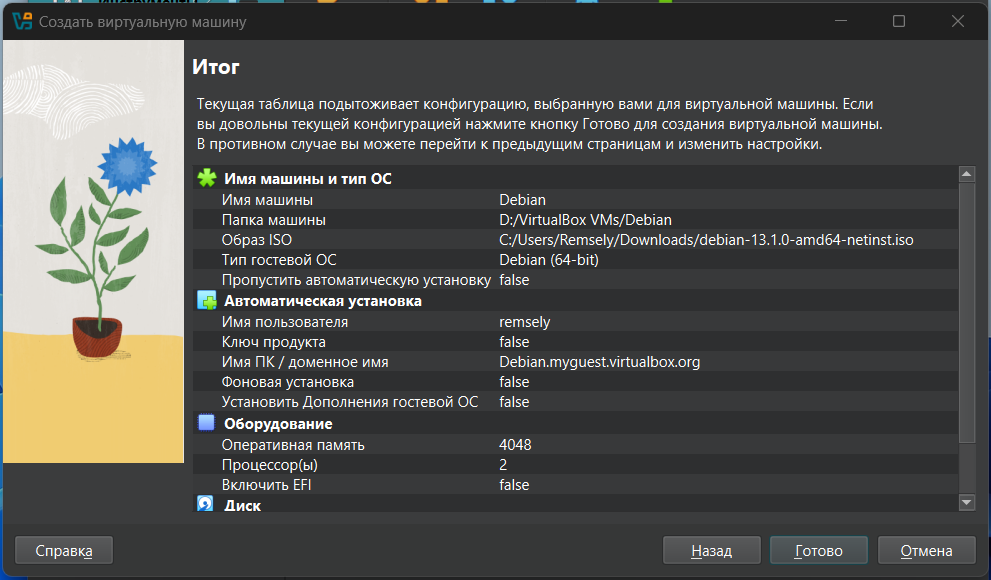 Создать виртуальную машину
Итог
Текущая таблица подытоживает конфигурацию, выбранную вами для виртуальной машины. Если
вы довольны текущей конфигурацией нажмите кнопку Готово для создания виртуальной машины.
В противном случае вы можете перейти к предыдущим страницам и изменить настройки.
Имя машины и тип ОС
Имя машины Debian
Папка машины D:/VirtualBox VMs/Debian
Образ ISO C:/Users/Remsely/Downloads/debian-13.1.0-amd64-netinst.iso
Тип гостевой ОС Debian (64-bit)
Пропустить автоматическую установку false
Автоматическая установка
Имя пользователя remsely
Ключ продукта false
Имя ПК / доменное имя Debian.myguest.virtualbox.org
Фоновая установка false
Установить Дополнения гостевой ОС false
Оборудование
Оперативная память 4048
Процессор(ы) 2
Включить EFI false
Диск
Справка Назад Готово Отмена